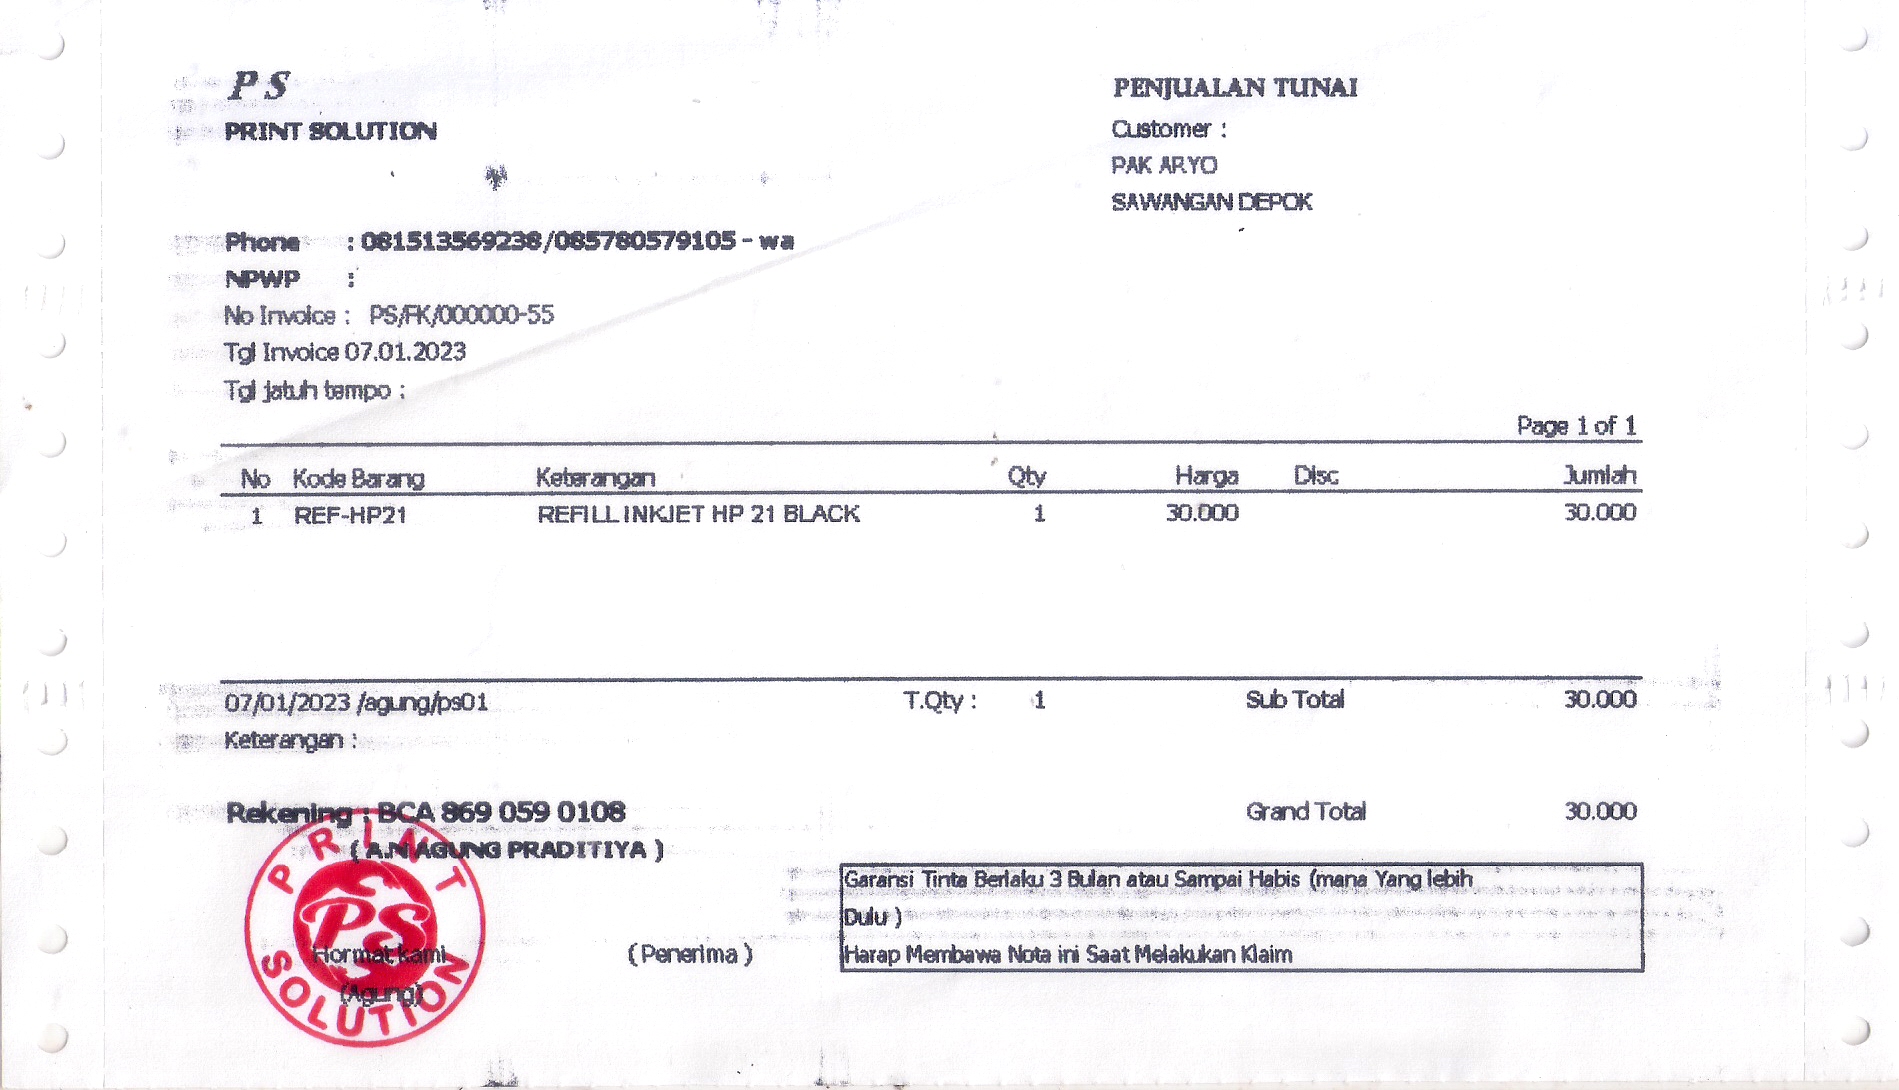 PS
PRINT SOLUTION
PENJUALAN TUNAI
Customer :
PAK ARYO
SAWANGAN DEPOK
Phone : 081513569238/085780579105 - wa
NPWP :
No Invoice : PS/FK/000000-55
Tgl Invoice 07.01.2023
Tgl jatuh tempo :
Page 1 of 1
No Kode Barang Keterangan Qty Harga Disc Jumlah
1 REF-HP21 REFILL INKJET HP 21 BLACK 1 30.000 30.000
07/01/2023 /agung/ps01 T.Qty : 1 Sub Total 30.000
Keterangan :
Rekening : BCA 869 059 0108 Grand Total 30.000
( A.N AGUNG PRADITIYA )
Garansi Tinta Berlaku 3 Bulan atau Sampai Habis (mana Yang lebih
Dulu )
Harap Membawa Nota ini Saat Melakukan Klaim
Hormat kami ( Penerima )
(Agung)
PRINT
PS
SOLUTION